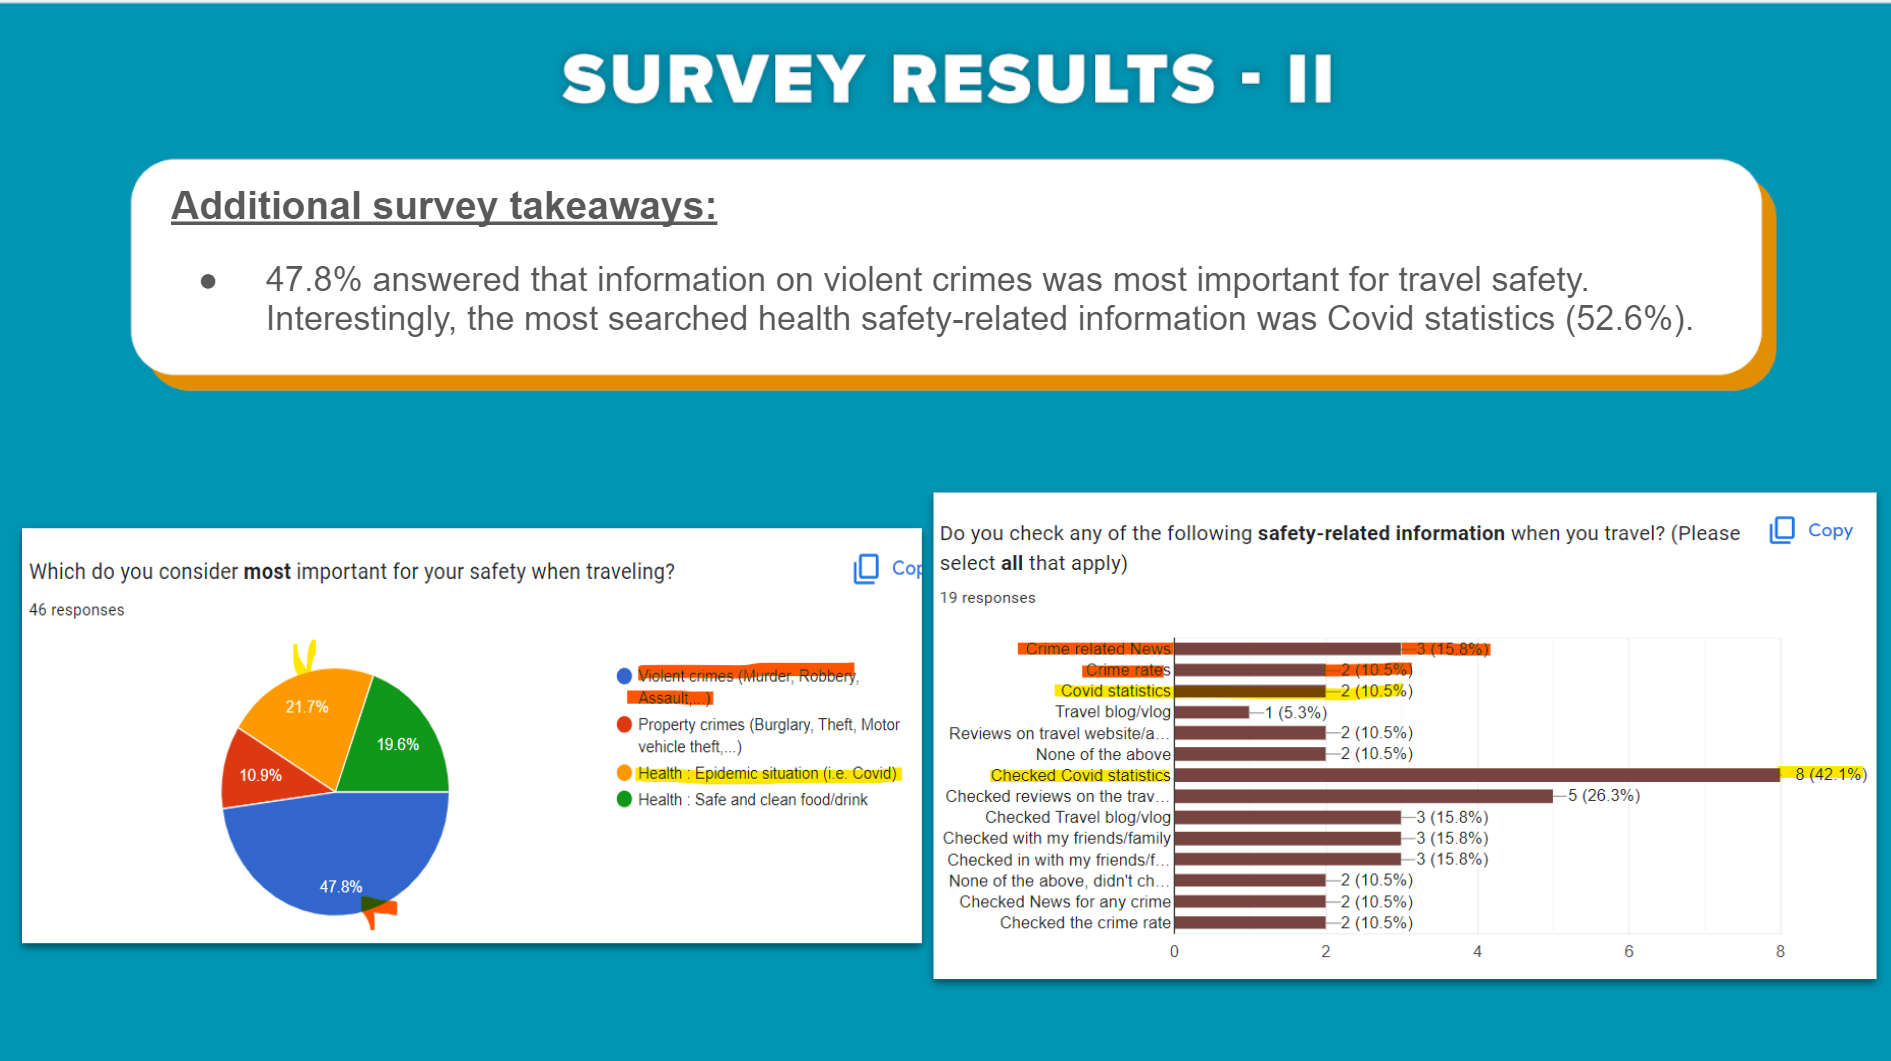 SURVEY RESULTS - II
Additional survey takeaways:
● 47.8% answered that information on violent crimes was most important for travel safety.
Interestingly, the most searched health safety-related information was Covid statistics (52.6%).
Which do you consider most important for your safety when traveling?
Cop
46 responses
21.7%
19.6%
10.9%
47.8%
Violent crimes (Murder, Robbery,
Assault,...)
Property crimes (Burglary, Theft, Motor
vehicle theft,...)
Health : Epidemic situation (i.e. Covid)
Health : Safe and clean food/drink
Do you check any of the following safety-related information when you travel? (Please
select all that apply)
Copy
19 responses
Crime related News 3 (15.8%)
Crime rates 2 (10.5%)
Covid statistics 2 (10.5%)
Travel blog/vlog 1 (5.3%)
Reviews on travel website/a... 2 (10.5%)
None of the above 2 (10.5%)
Checked Covid statistics 8 (42.1%)
Checked reviews on the trav... 5 (26.3%)
Checked Travel blog/vlog 3 (15.8%)
Checked with my friends/family 3 (15.8%)
Checked in with my friends/f... 3 (15.8%)
None of the above, didn't ch... 2 (10.5%)
Checked News for any crime 2 (10.5%)
Checked the crime rate 2 (10.5%)
0 2 4 6 8